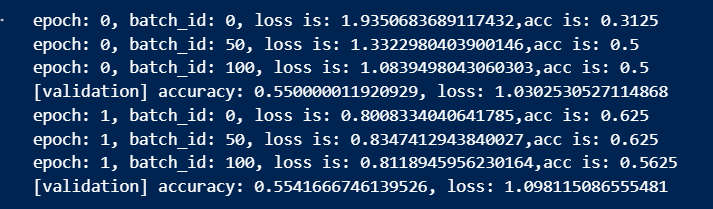 epoch: 0, batch_id: 0, loss is: 1.9350683689117432,acc is: 0.3125
epoch: 0, batch_id: 50, loss is: 1.3322980403900146,acc is: 0.5
epoch: 0, batch_id: 100, loss is: 1.0839498043060303,acc is: 0.5
[validation] accuracy: 0.550000011920929, loss: 1.0302530527114868
epoch: 1, batch_id: 0, loss is: 0.8008334040641785,acc is: 0.625
epoch: 1, batch_id: 50, loss is: 0.8347412943840027,acc is: 0.625
epoch: 1, batch_id: 100, loss is: 0.8118945956230164,acc is: 0.5625
[validation] accuracy: 0.5541666746139526, loss: 1.098115086555481